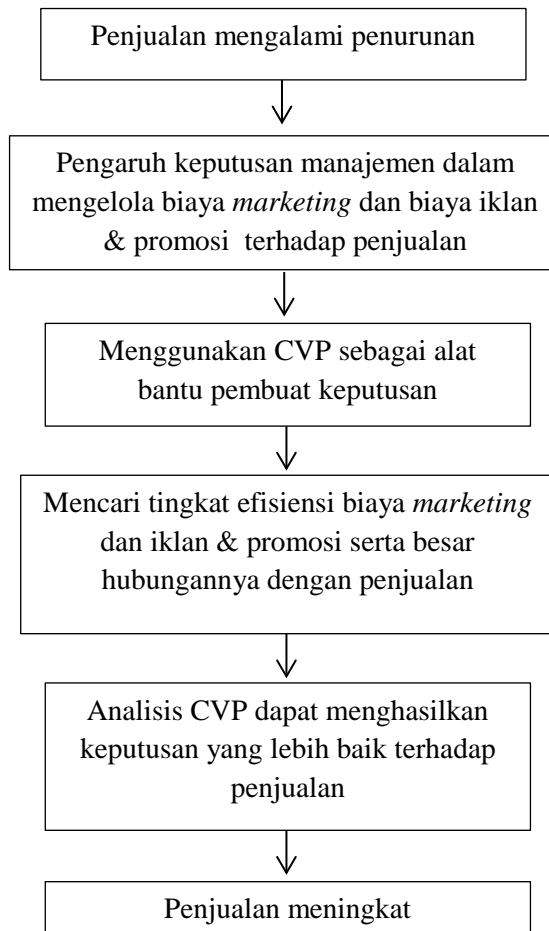 Penjualan mengalami penurunan
Pengaruh keputusan manajemen dalam
mengelola biaya marketing dan biaya iklan
& promosi terhadap penjualan
Menggunakan CVP sebagai alat
bantu pembuat keputusan
Mencari tingkat efisiensi biaya marketing
dan iklan & promosi serta besar
hubungannya dengan penjualan
Analisis CVP dapat menghasilkan
keputusan yang lebih baik terhadap
penjualan
Penjualan meningkat